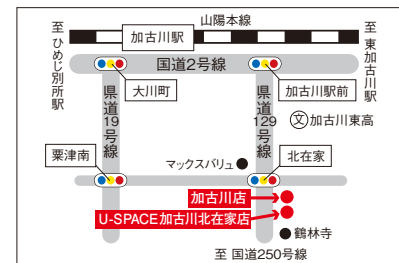 山陽本線
至 ひめじ別所駅
加古川駅
至 東加古川駅
国道2号線
大川町
加古川駅前
県道19号線
県道129号線
文 加古川東高
粟津南
マックスバリュ
北在家
加古川店
U-SPACE加古川北在家店
鶴林寺
至 国道250号線